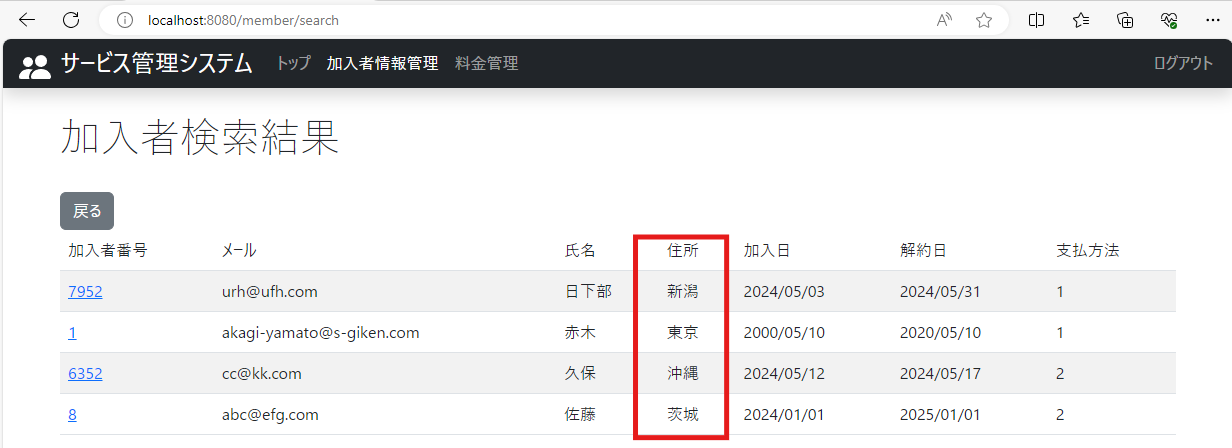 localhost:8080/member/search
サービス管理システム トップ 加入者情報管理 料金管理 ログアウト
加入者検索結果
戻る
加入者番号 メール 氏名 住所 加入日 解約日 支払方法
7952 urh@ufh.com 日下部 新潟 2024/05/03 2024/05/31 1
1 akagi-yamato@s-giken.com 赤木 東京 2000/05/10 2020/05/10 1
6352 cc@kk.com 久保 沖縄 2024/05/12 2024/05/17 2
8 abc@efg.com 佐藤 茨城 2024/01/01 2025/01/01 2